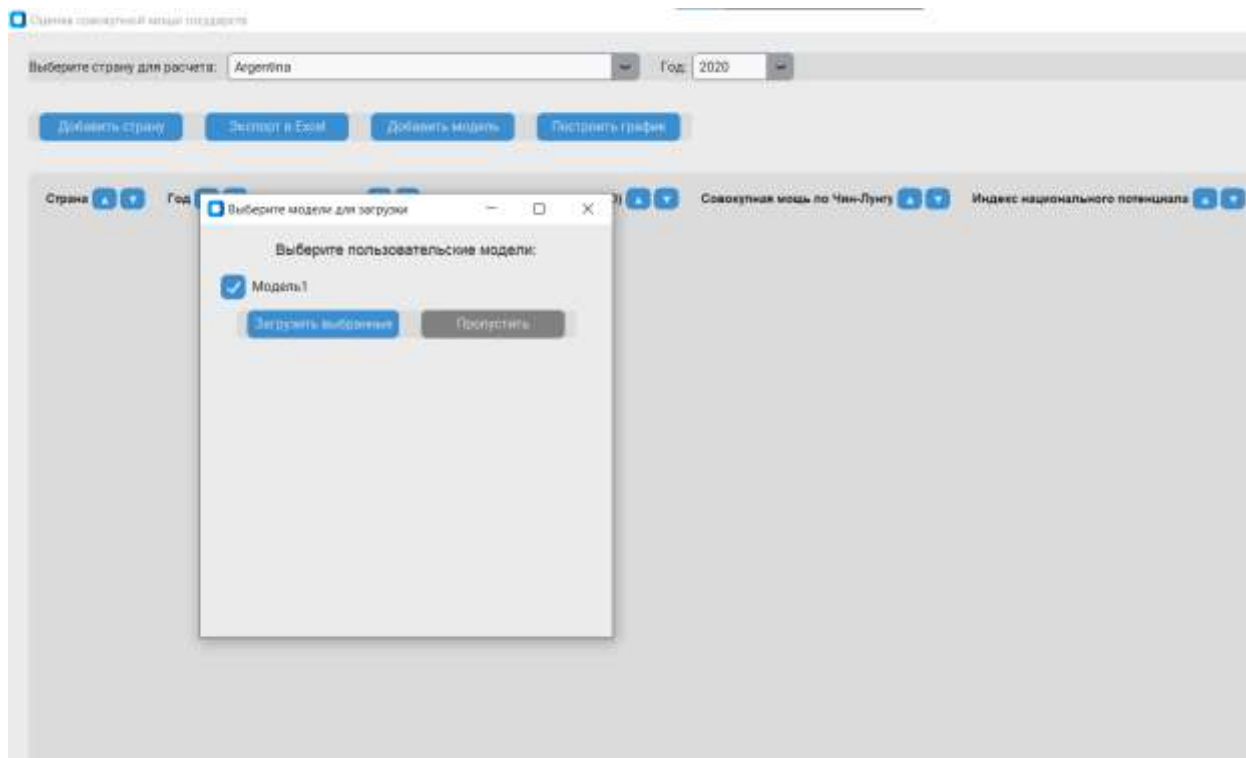 Оценка совокупной мощи государств
Выберите страну для расчета: Argentina Год: 2020
Добавить страну Экспорт в Excel Добавить модель Построить график
Страна Год Совокупная мощь по Чин-Лунгу Индекс национального потенциала
Выберите модели для загрузки
Выберите пользовательские модели:
Модель1
Загрузить выбранные Пропустить